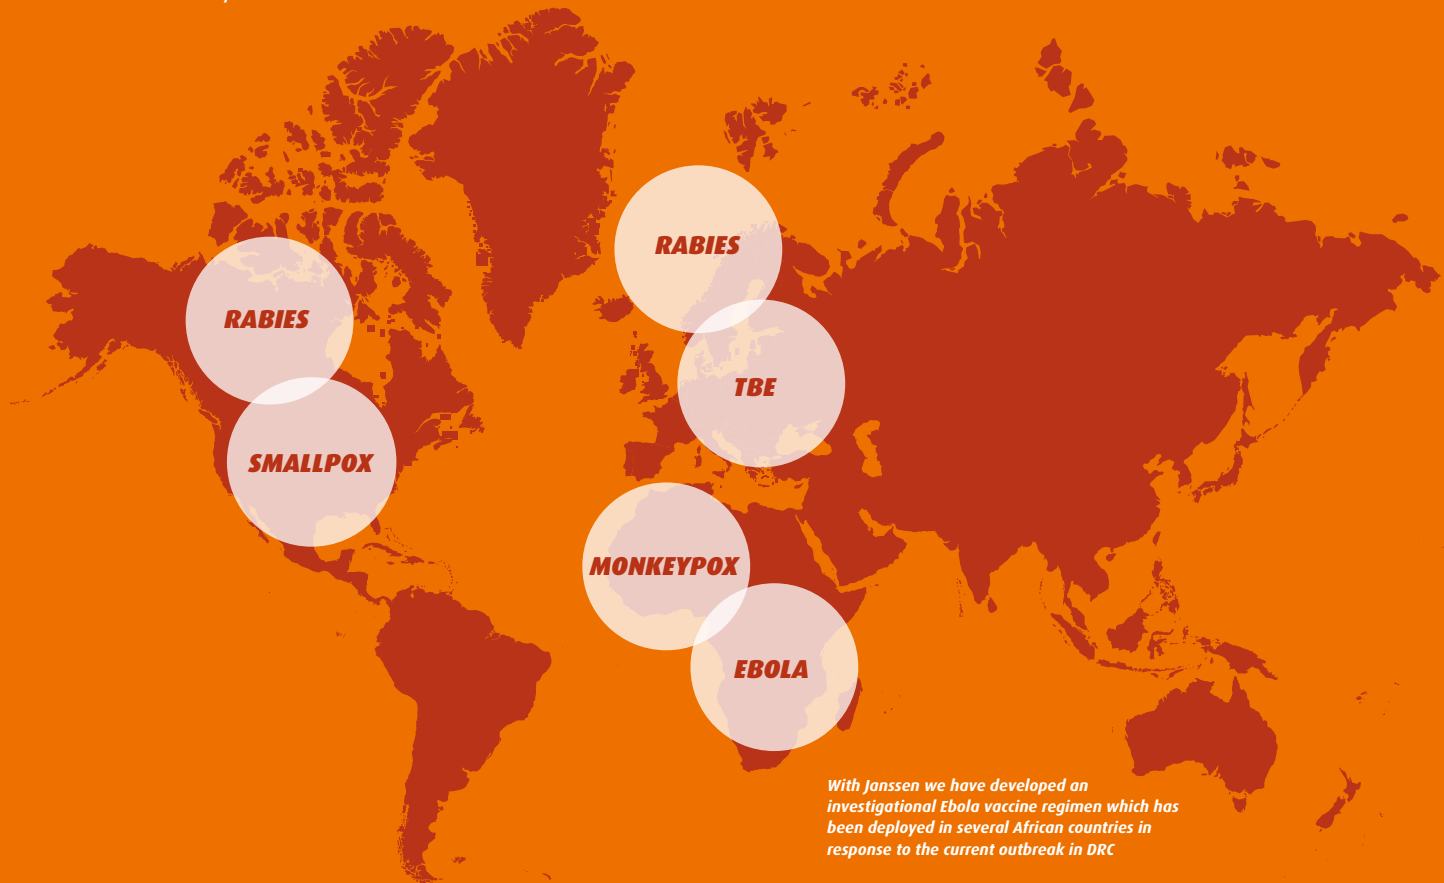 RABIES
RABIES
TBE
SMALLPOX
MONKEYPOX
EBOLA
With Janssen we have developed an
investigational Ebola vaccine regimen which has
been deployed in several African countries in
response to the current outbreak in DRC